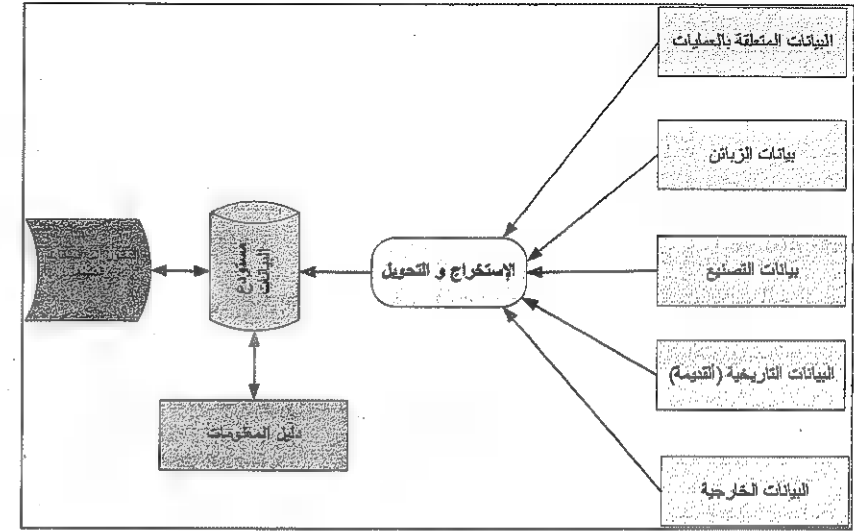 البيانات المتعلقة بالعمليات
بيانات الزبائن
بيانات التصنيع
البيانات التاريخية (القديمة)
البيانات الخارجية
الإستخراج و التحويل
مستودع
البيانات
دليل المعلومات